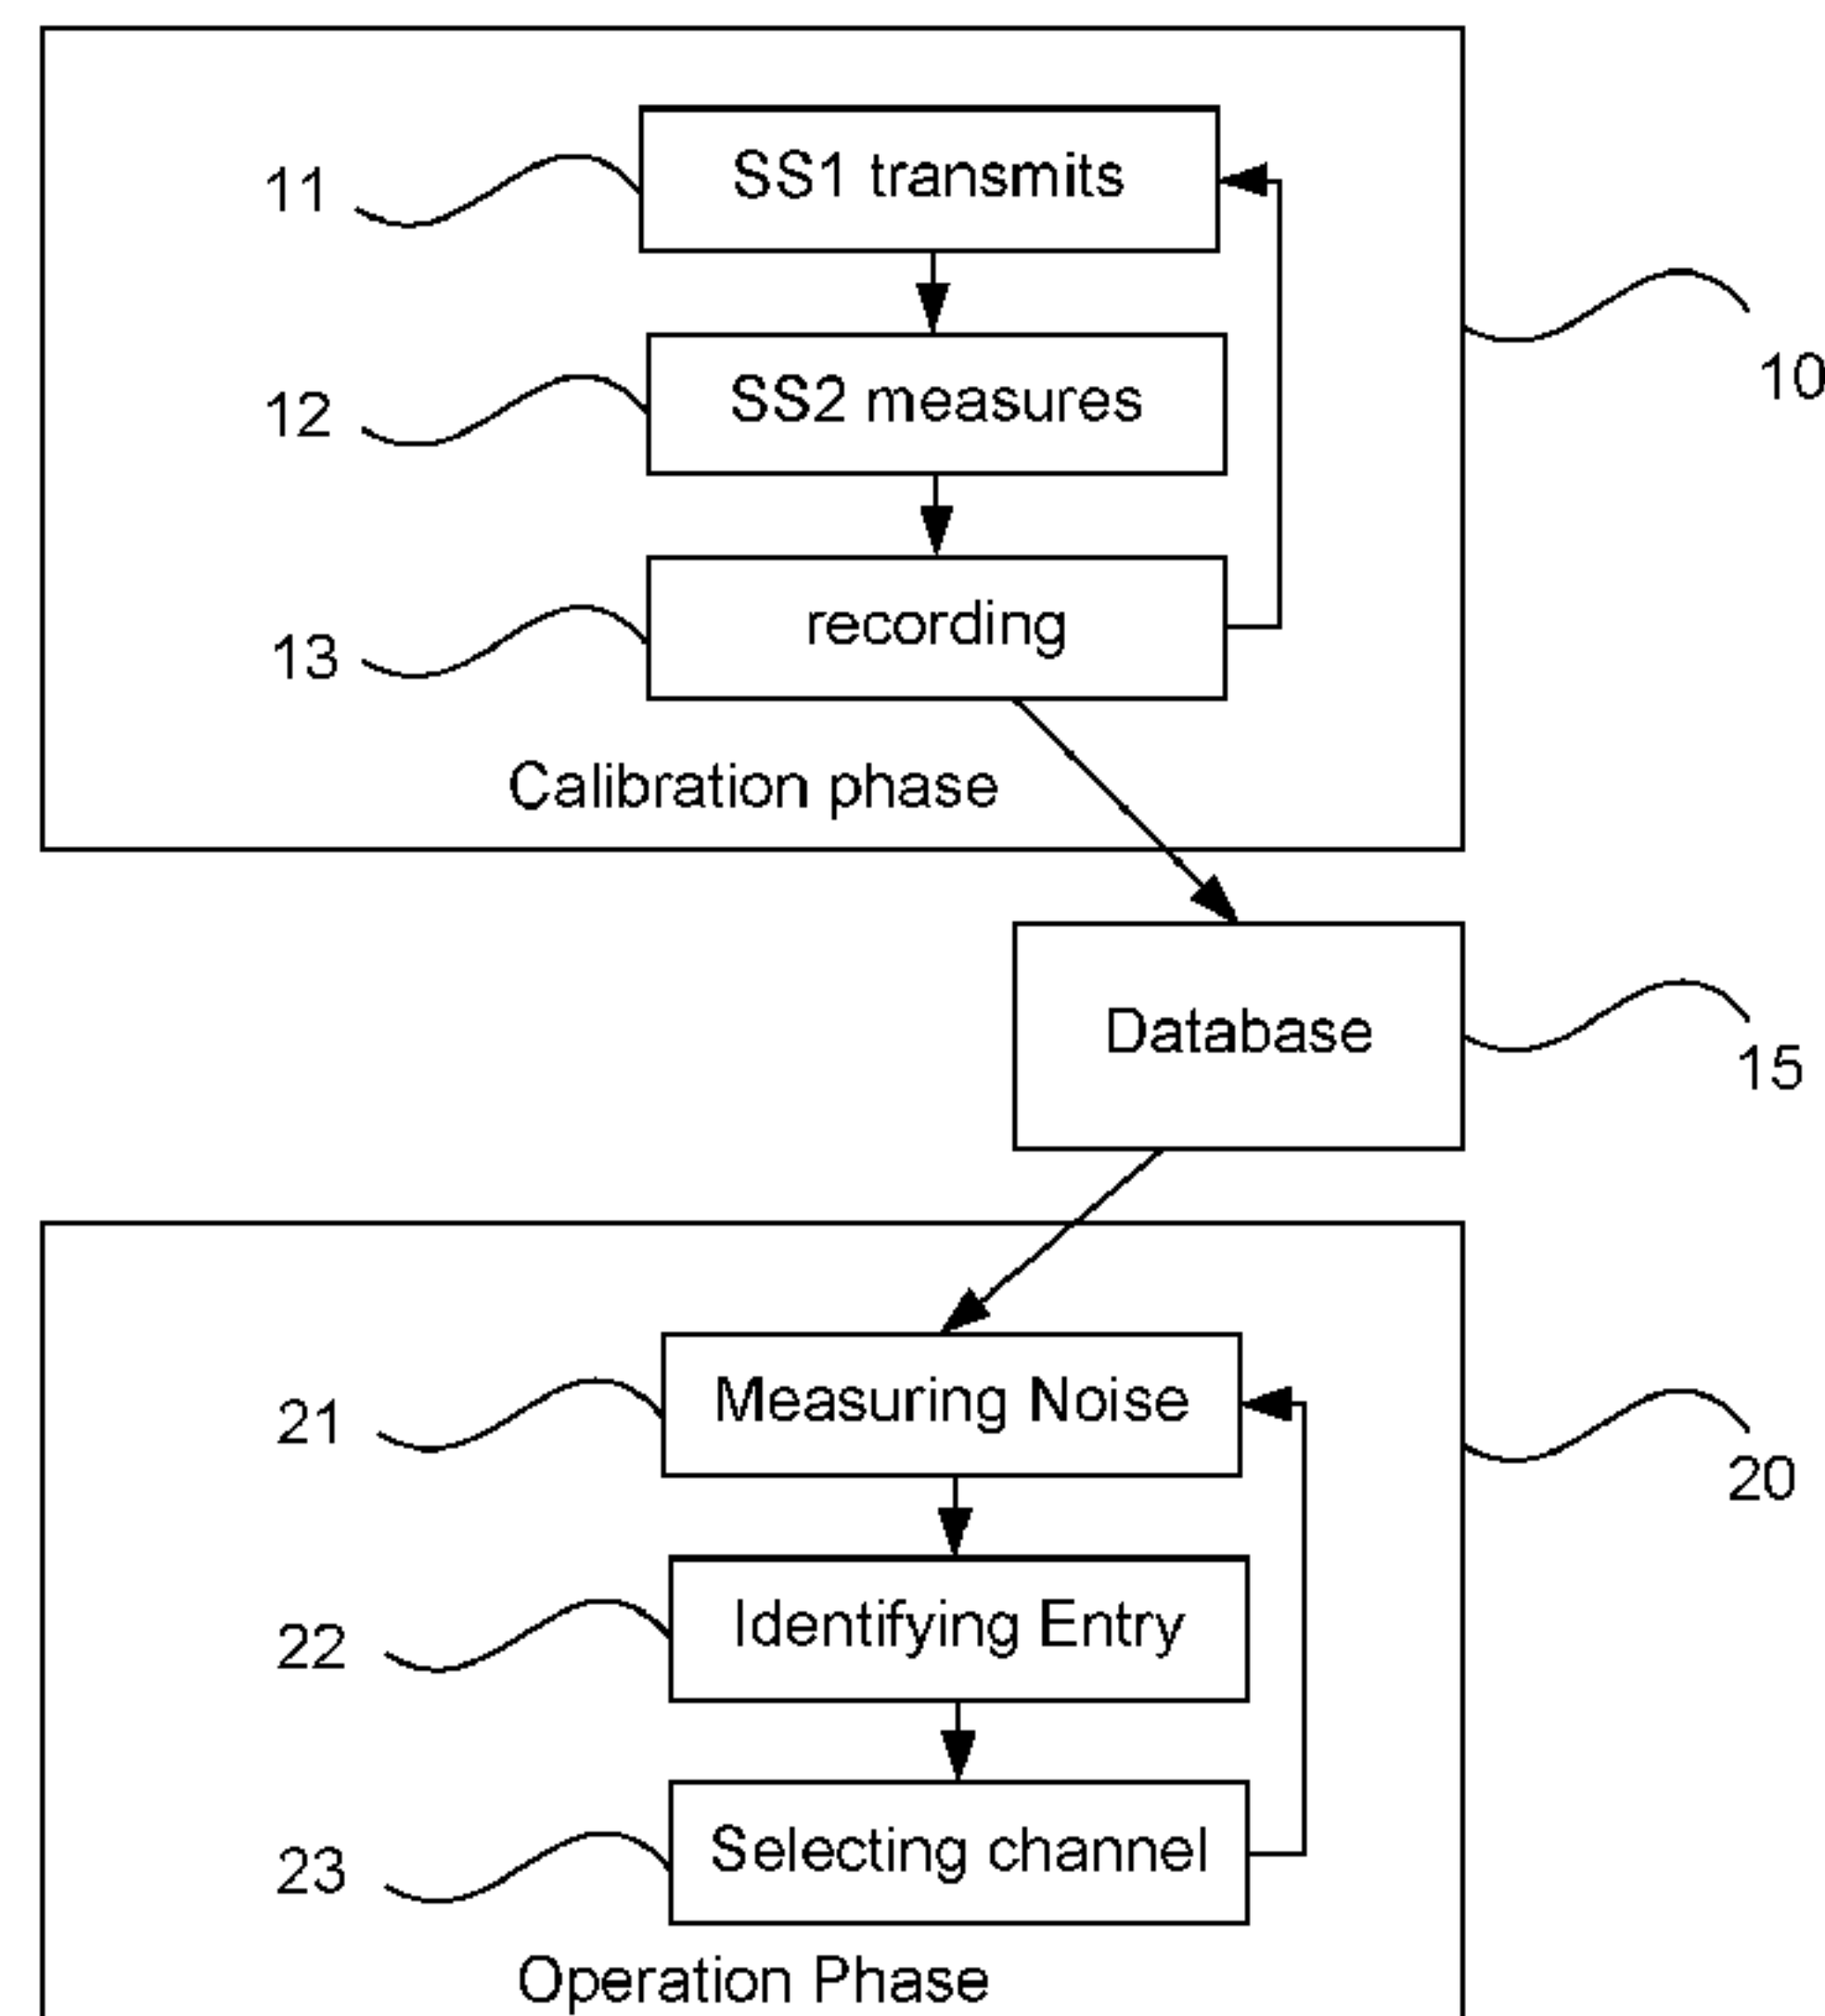 11
SS1 transmits
10
12
SS2 measures
13
recording
Calibration phase
Database
15
21
Measuring Noise
20
22
Identifying Entry
23
Selecting channel
Operation Phase